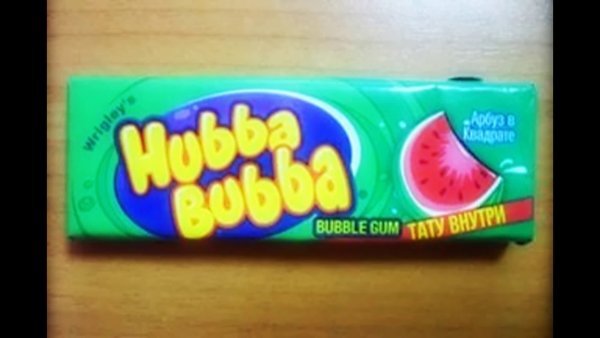 Wrigley's
Hubba
Bubba
BUBBLE GUM
ТАТУ ВНУТРИ
Арбуз в
Квадрате